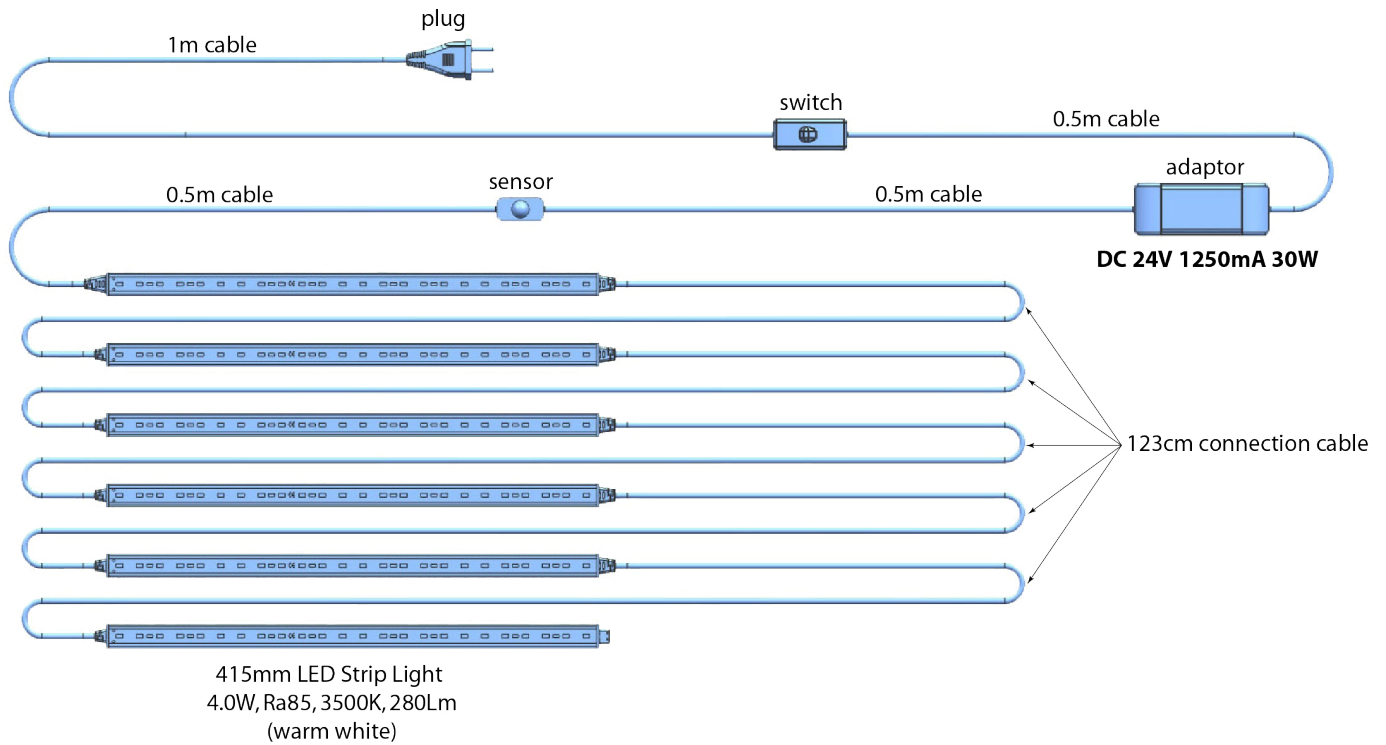 plug
1m cable
switch
0.5m cable
adaptor
sensor
0.5m cable
0.5m cable
DC 24V 1250mA 30W
123cm connection cable
415mm LED Strip Light
4.0W, Ra85, 3500K, 280Lm
(warm white)